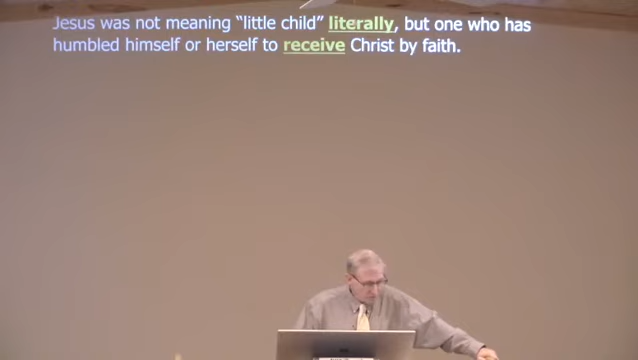 Jesus was not meaning “little child” literally, but one who has
humbled himself or herself to receive Christ by faith.